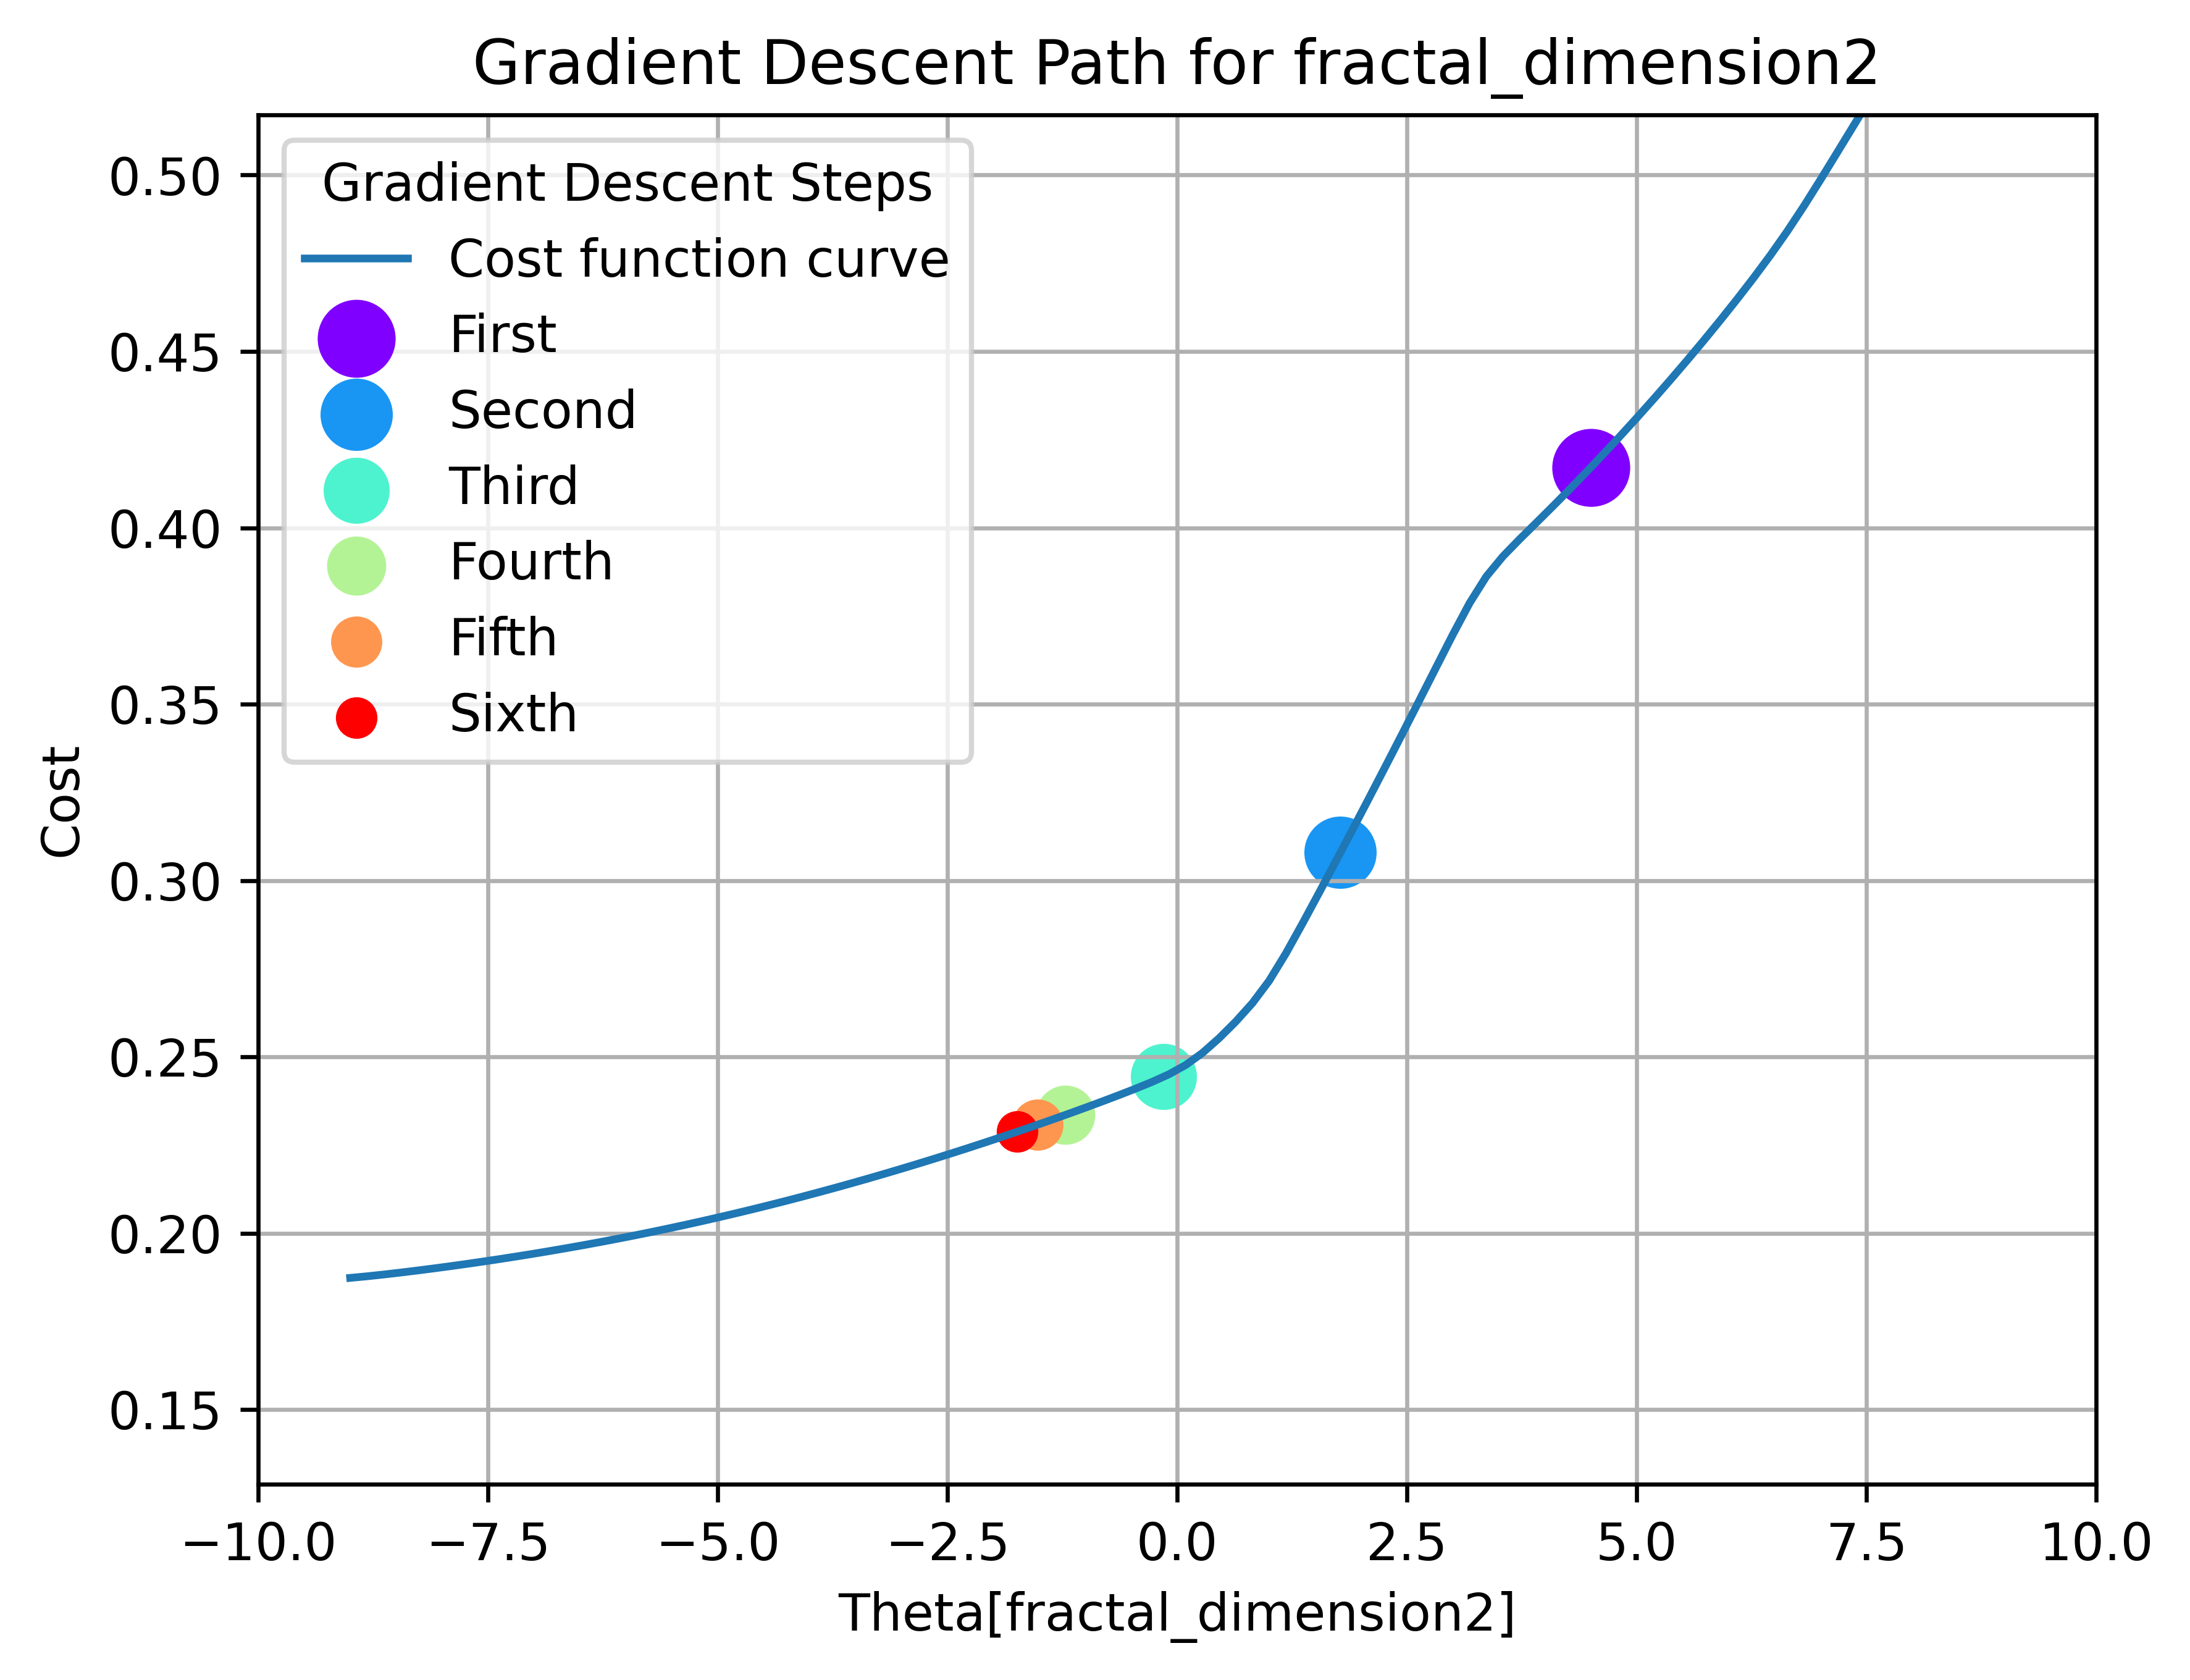 Gradient Descent Path for fractal_dimension2
Gradient Descent Steps
Cost function curve
First
Second
Third
Fourth
Fifth
Sixth
0.50
0.45
0.40
0.35
0.30
0.25
0.20
0.15
Cost
−10.0 −7.5 −5.0 −2.5 0.0 2.5 5.0 7.5 10.0
Theta[fractal_dimension2]